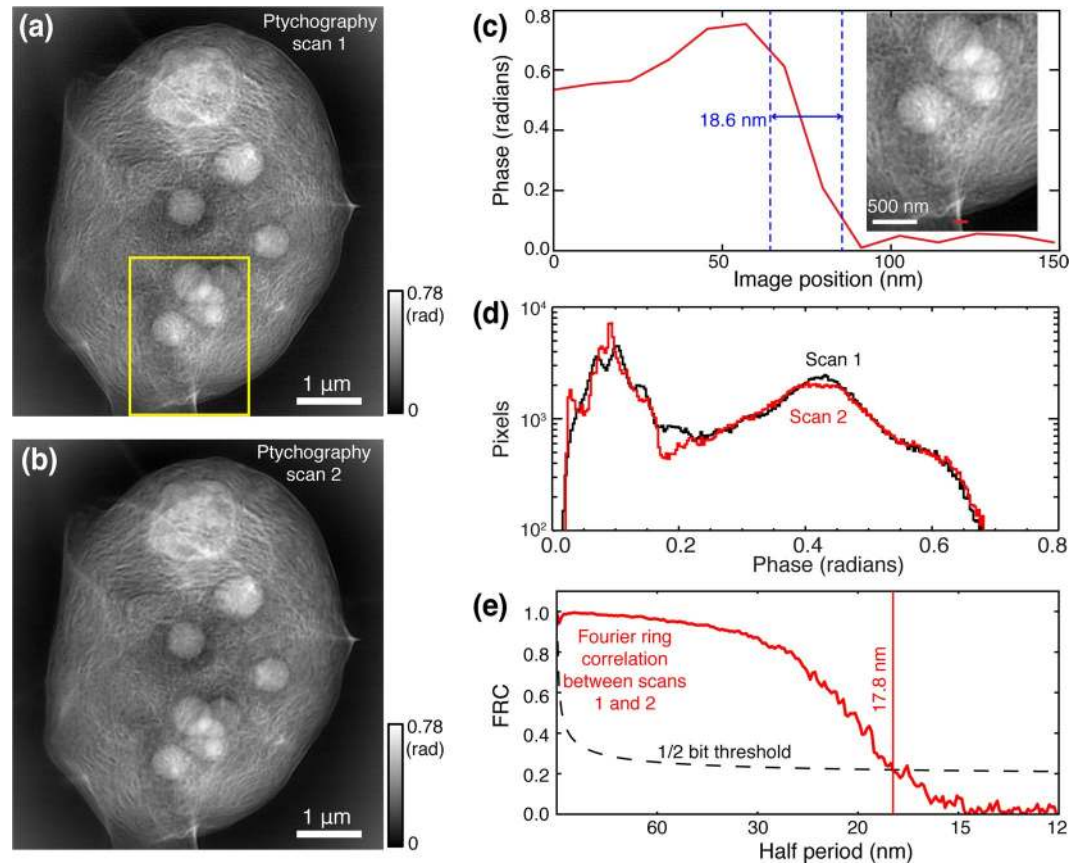 (a)
Ptychography
scan 1
0.78
(rad)
0
1 µm
(b)
Ptychography
scan 2
0.78
(rad)
0
1 µm
(c)
Phase (radians)
0.8
0.6
0.4
0.2
0.0
18.6 nm
500 nm
0
50
100
150
Image position (nm)
(d)
Pixels
10⁴
10³
10²
Scan 1
Scan 2
0.0
0.2
0.4
0.6
0.8
Phase (radians)
(e)
FRC
1.0
0.8
0.6
0.4
0.2
0.0
Fourier ring
correlation
between scans
1 and 2
17.8 nm
1/2 bit threshold
60
30
20
15
12
Half period (nm)